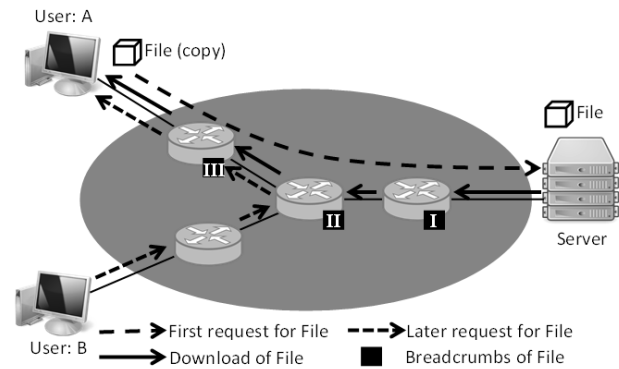 User: A
File (copy)
File
III
II
I
Server
User: B
First request for File
Later request for File
Download of File
Breadcrumbs of File